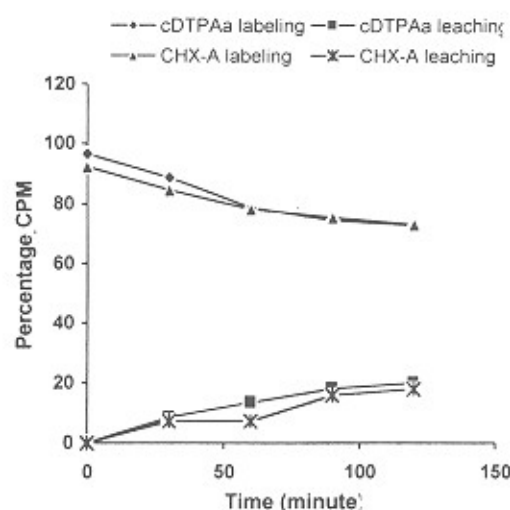 cDTPAa labeling cDTPAa leaching
CHX-A labeling CHX-A leaching
120
100
80
60
40
20
0
Percentage CPM
0 50 100 150
Time (minute)